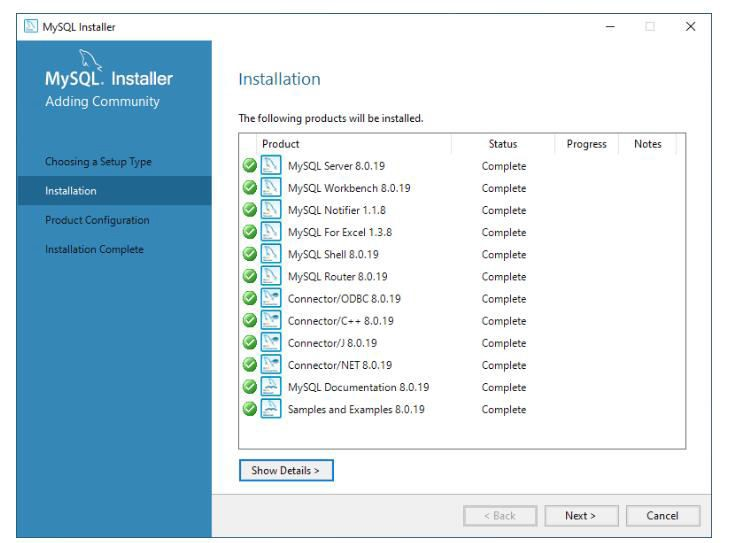 MySQL Installer
MySQL. Installer
Adding Community
Choosing a Setup Type
Installation
Product Configuration
Installation Complete
Installation
The following products will be installed.
Product Status Progress Notes
MySQL Server 8.0.19 Complete
MySQL Workbench 8.0.19 Complete
MySQL Notifier 1.1.8 Complete
MySQL For Excel 1.3.8 Complete
MySQL Shell 8.0.19 Complete
MySQL Router 8.0.19 Complete
Connector/ODBC 8.0.19 Complete
Connector/C++ 8.0.19 Complete
Connector/J 8.0.19 Complete
Connector/NET 8.0.19 Complete
MySQL Documentation 8.0.19 Complete
Samples and Examples 8.0.19 Complete
Show Details >
< Back Next > Cancel